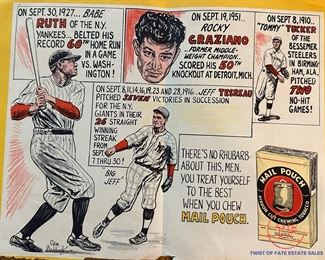 ON SEPT. 30, 1927... BABE
RUTH OF THE N.Y.
YANKEES... BELTED HIS
RECORD 60TH HOME RUN
IN A GAME
VS. WASH-
INGTON!
ON SEPT. 19, 1951..
ROCKY
GRAZIANO
.. FORMER MIDDLE-
WEIGHT CHAMPION..
SCORED HIS 50TH
KNOCKOUT AT DETROIT, MICH.
ON SEPT. 8, 1910..
"TOMMY" TUCKER
OF THE
BESSEMER
STEELERS
IN
BIRMING-
HAM, ALA...
PITCHED
TWO
NO-HIT
GAMES!
ON SEPT. 8, 11, 14, 16, 19, 23 AND 28, 1916.. JEFF TESREAU
PITCHED SEVEN VICTORIES IN SUCCESSION
FOR THE N.Y.
GIANTS IN THEIR
26 STRAIGHT
WINNING
STREAK
FROM
SEPT.
7 THRU 30!
BIG
JEFF
THERE'S NO RHUBARB
ABOUT THIS, MEN.
YOU TREAT YOURSELF
TO THE BEST
WHEN YOU CHEW
MAIL POUCH.
MAIL POUCH
CHEWING TOBACCO
TWIST OF FATE ESTATE SALES